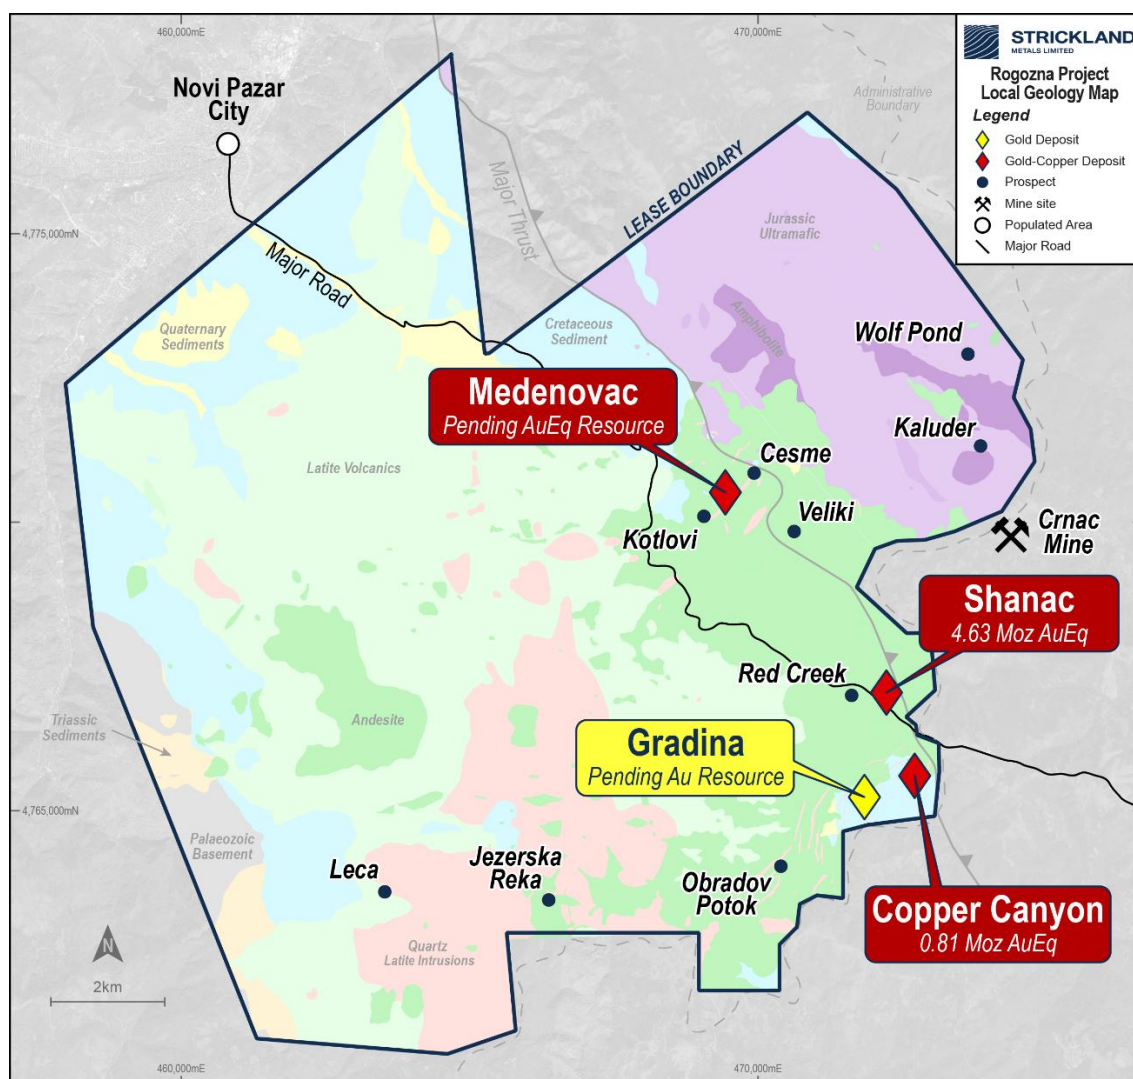 460,000mE
470,000mE
STRICKLAND
METALS LIMITED
Rogozna Project
Local Geology Map
Legend
Gold Deposit
Gold-Copper Deposit
Prospect
Mine site
Populated Area
Major Road
Administrative
Boundary
Novi Pazar
City
Major Thrust
LEASE BOUNDARY
Jurassic
Ultramafic
4,775,000mN
Major Road
Quaternary
Sediments
Cretaceous
Sediment
Amphibolite
Wolf Pond
Medenovac
Pending AuEq Resource
Kaluder
Cesme
Latite Volcanics
Kotlovi
Veliki
Crnac
Mine
Shanac
4.63 Moz AuEq
Red Creek
Triassic
Sediments
Andesite
Gradina
Pending Au Resource
4,765,000mN
Palaeozoic
Basement
Leca
Jezerska
Reka
Obradov
Potok
Copper Canyon
0.81 Moz AuEq
Quartz
Latite Intrusions
N
2km
460,000mE
470,000mE